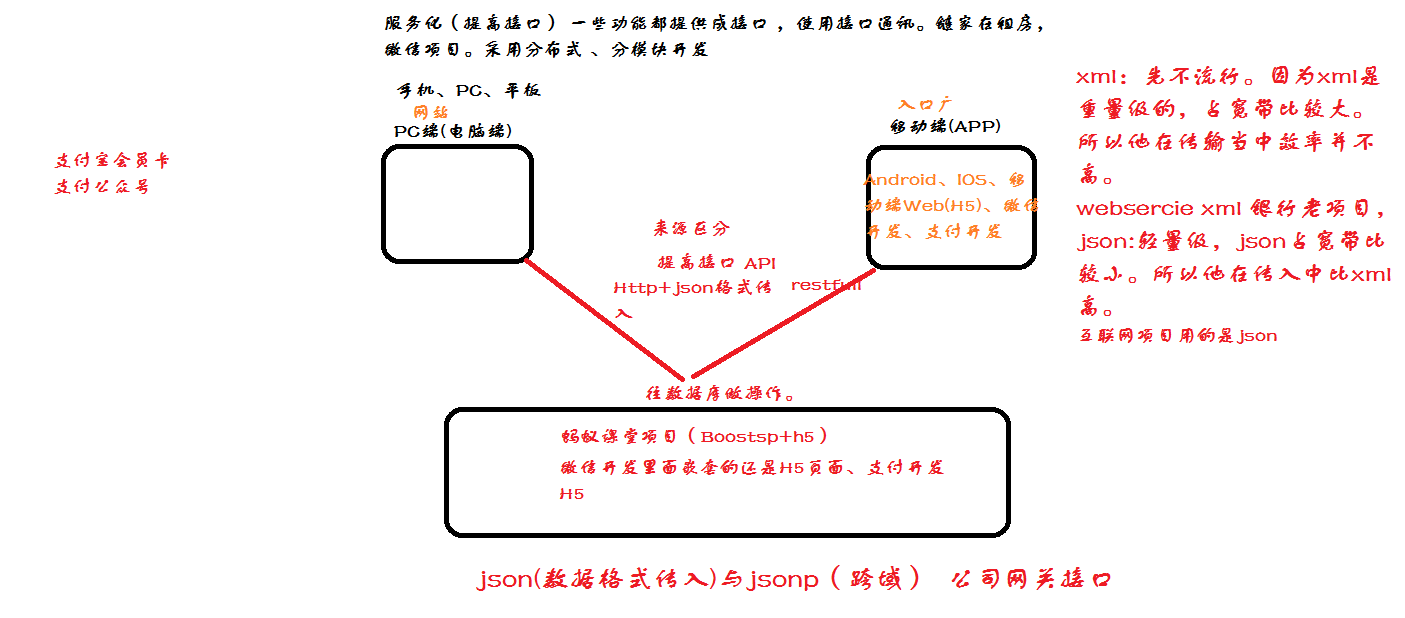 服务化（提高接口） 一些功能都提供成接口 ，使用接口通讯。链家在租房，
微信项目。采用分布式 、分模块开发
手机、PC、平板
网站
PC端(电脑端)
入口广
移动端(APP)
支付宝会员卡
支付公众号
Android、IOS、移
动端Web(H5)、微信
开发、支付开发
来源区分
提高接口 API
Http+json格式传
入
restfull
往数据库做操作。
蚂蚁课堂项目（Boostsp+h5）
微信开发里面嵌套的还是H5页面、支付开发
H5
json(数据格式传入)与jsonp（跨域） 公司网关接口
xml：先不流行。因为xml是
重量级的，占宽带比较大。
所以他在传输当中效率并不
高。
websercie xml 银行老项目，
json:轻量级，json占宽带比
较小。所以他在传入中比xml
高。
互联网项目用的是json